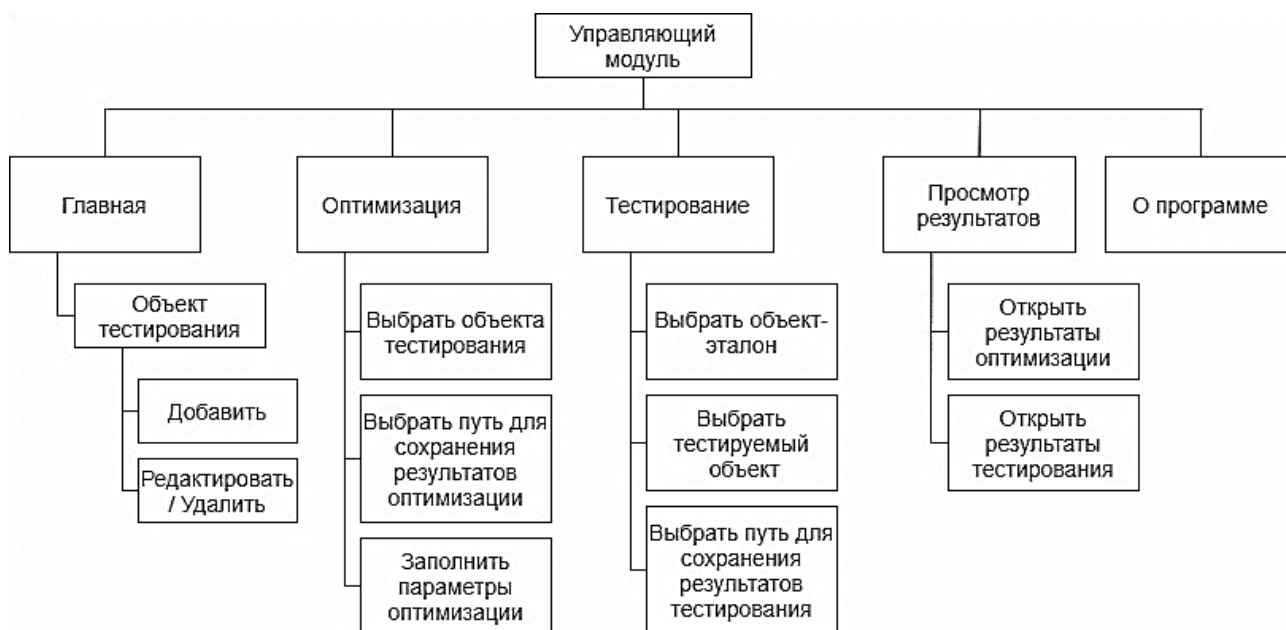 Управляющий
модуль
Главная
Оптимизация
Тестирование
Просмотр
результатов
О программе
Объект
тестирования
Добавить
Редактировать
/ Удалить
Выбрать объекта
тестирования
Выбрать путь для
сохранения
результатов
оптимизации
Заполнить
параметры
оптимизации
Выбрать объект-
эталон
Выбрать
тестируемый
объект
Выбрать путь для
сохранения
результатов
тестирования
Открыть
результаты
оптимизации
Открыть
результаты
тестирования